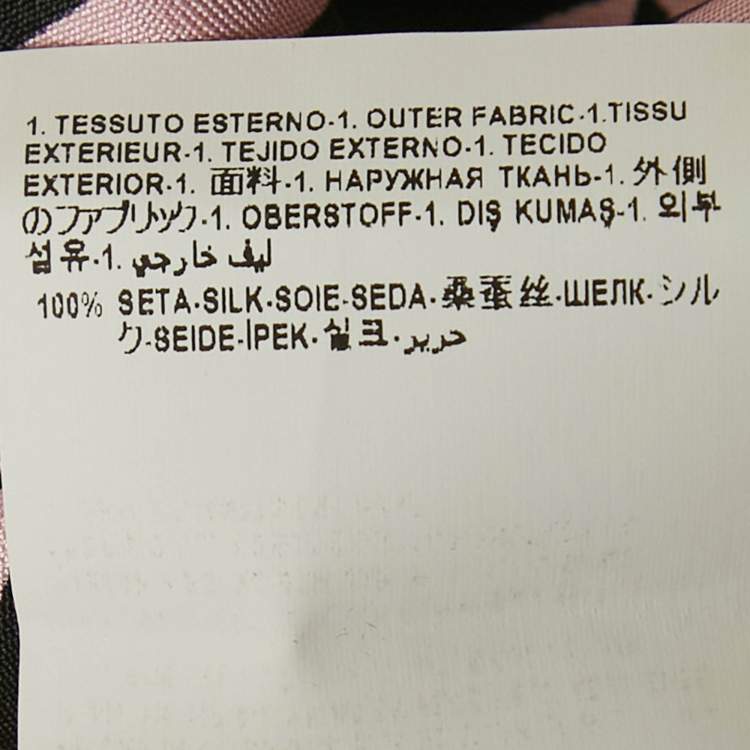 1. TESSUTO ESTERNO-1. OUTER FABRIC-1.TISSU
EXTERIEUR-1. TEJIDO EXTERNO-1. TECIDO
EXTERIOR-1. 面料-1. НАРУЖНАЯ ТКАНЬ-1. 外側
のファブリック-1. OBERSTOFF-1. DIŞ KUMAŞ-1. 외부
섬유-1. ليف خارجي
100% SETA-SILK-SOIE-SEDA-桑蚕丝-ШЕЛК-シル
ク-SEIDE-İPEK-실크-حرير